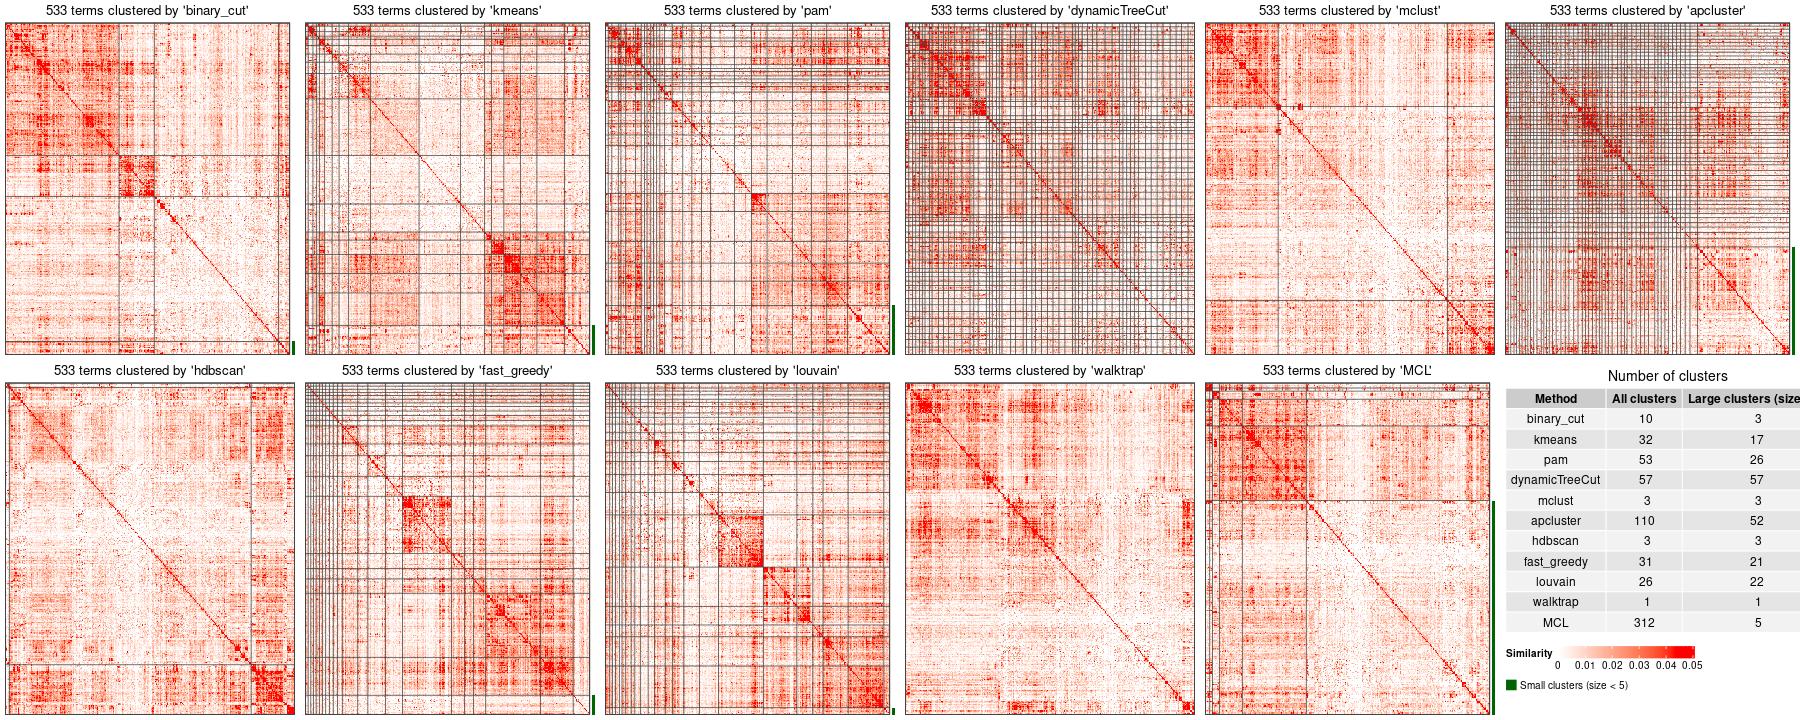 533 terms clustered by 'binary_cut'
533 terms clustered by 'kmeans'
533 terms clustered by 'pam'
533 terms clustered by 'dynamicTreeCut'
533 terms clustered by 'mclust'
533 terms clustered by 'apcluster'
533 terms clustered by 'hdbscan'
533 terms clustered by 'fast_greedy'
533 terms clustered by 'louvain'
533 terms clustered by 'walktrap'
533 terms clustered by 'MCL'
Number of clusters
Method All clusters Large clusters (size
binary_cut 10 3
kmeans 32 17
pam 53 26
dynamicTreeCut 57 57
mclust 3 3
apcluster 110 52
hdbscan 3 3
fast_greedy 31 21
louvain 26 22
walktrap 1 1
MCL 312 5
Similarity
0 0.01 0.02 0.03 0.04 0.05
Small clusters (size < 5)